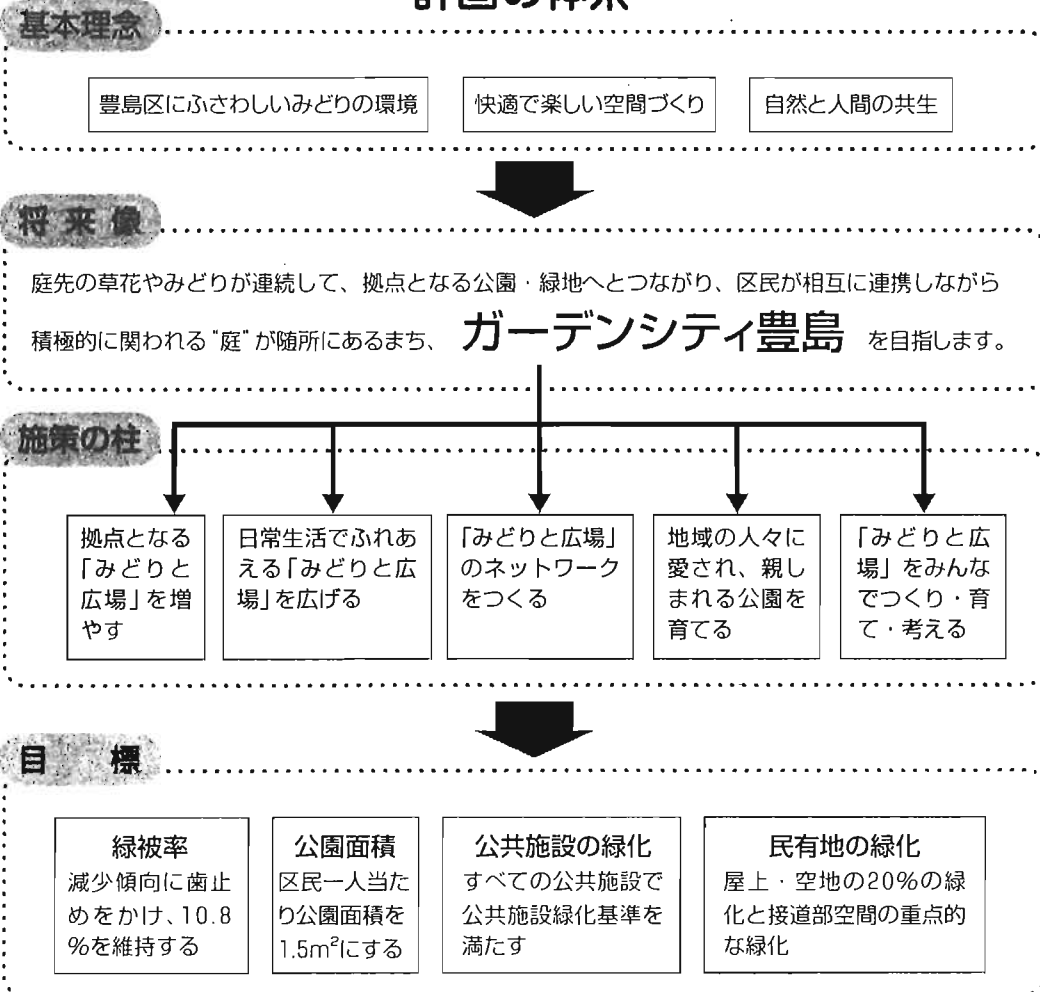 計画の体系
基本理念
豊島区にふさわしいみどりの環境
快適で楽しい空間づくり
自然と人間の共生
将来像
庭先の草花やみどりが連続して、拠点となる公園・緑地へとつながり、区民が相互に連携しながら
積極的に関われる"庭"が随所にあるまち、ガーデンシティ豊島 を目指します。
施策の柱
拠点となる
「みどりと
広場」を増
やす
日常生活でふれあ
える「みどりと広
場」を広げる
「みどりと広場」
のネットワーク
をつくる
地域の人々に
愛され、親し
まれる公園を
育てる
「みどりと広
場」をみんな
でつくり・育
て・考える
目標
緑被率
減少傾向に歯止
めをかけ、10.8
%を維持する
公園面積
区民一人当た
り公園面積を
1.5m²にする
公共施設の緑化
すべての公共施設で
公共施設緑化基準を
満たす
民有地の緑化
屋上・空地の20%の緑
化と接道部空間の重点的
な緑化